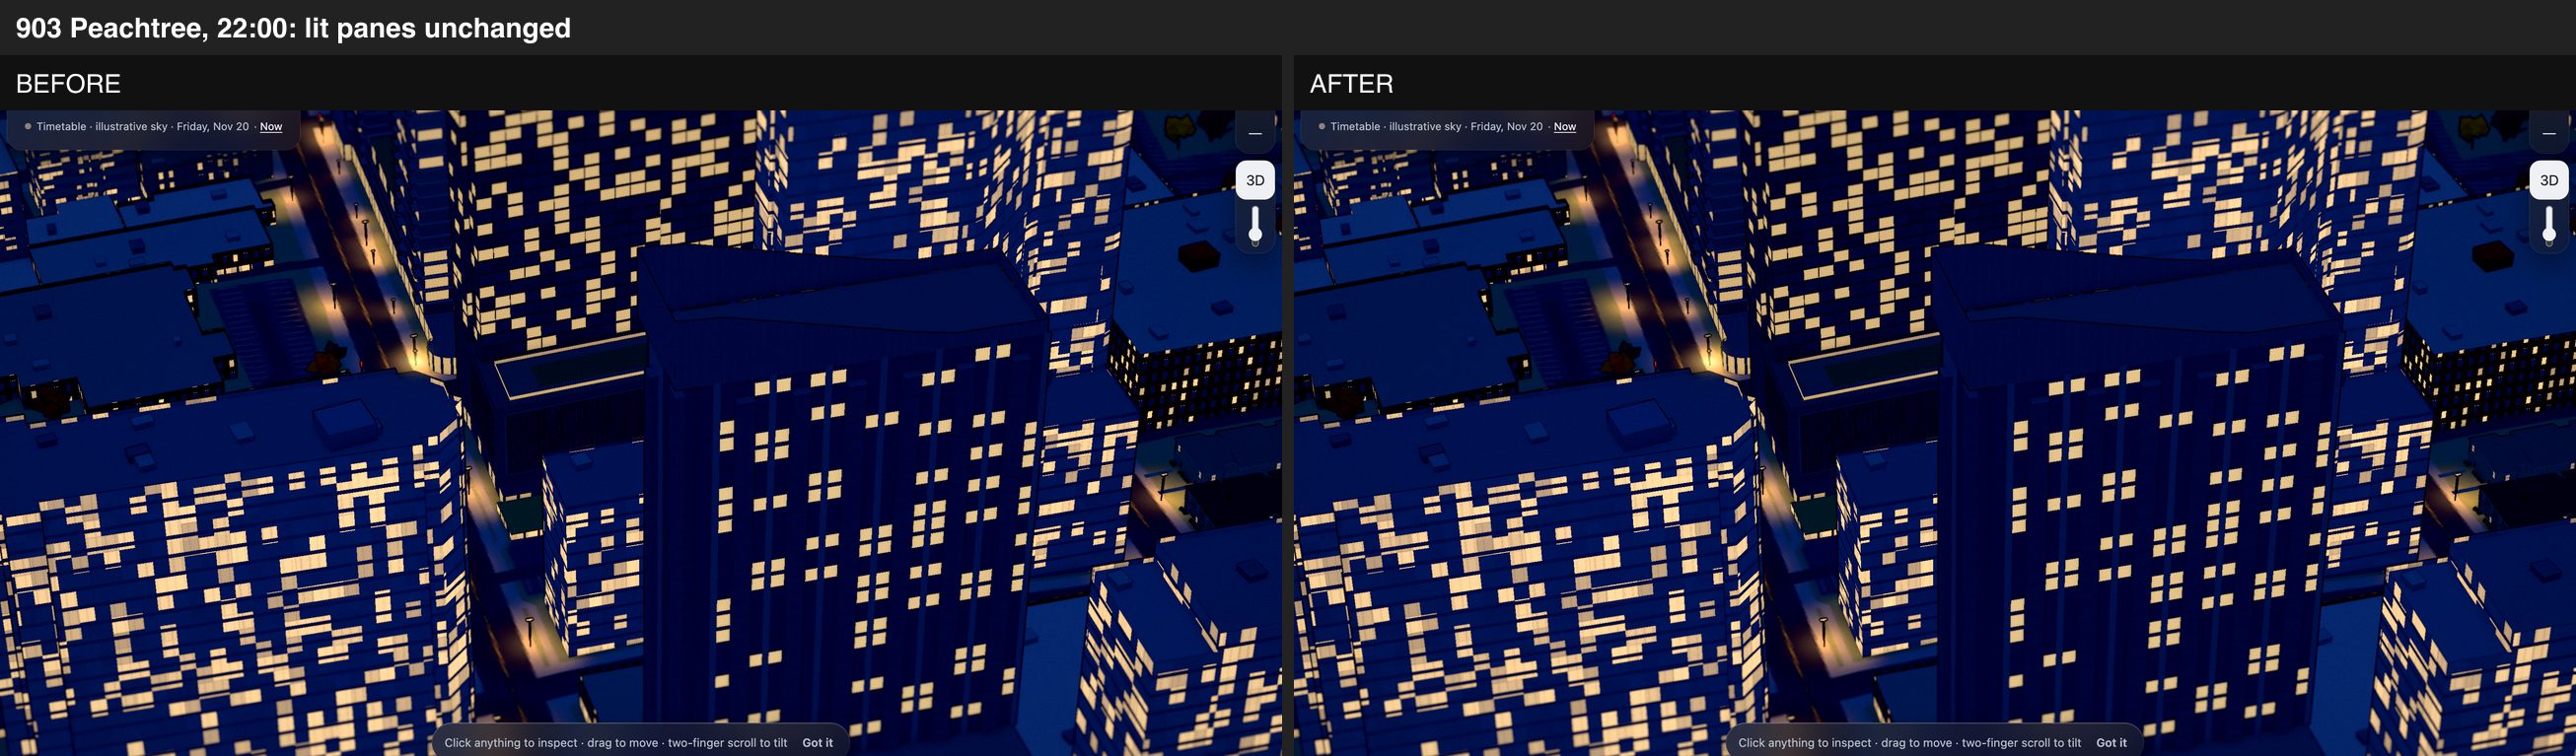 903 Peachtree, 22:00: lit panes unchanged
BEFORE
Timetable · illustrative sky · Friday, Nov 20 · Now
3D
Click anything to inspect · drag to move · two-finger scroll to tilt Got it
AFTER
Timetable · illustrative sky · Friday, Nov 20 · Now
3D
Click anything to inspect · drag to move · two-finger scroll to tilt Got it